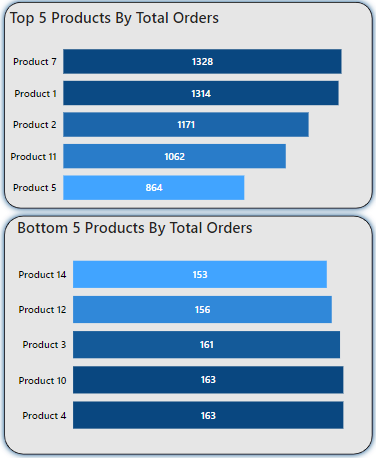 Top 5 Products By Total Orders
Product 7 1328
Product 1 1314
Product 2 1171
Product 11 1062
Product 5 864
Bottom 5 Products By Total Orders
Product 14 153
Product 12 156
Product 3 161
Product 10 163
Product 4 163